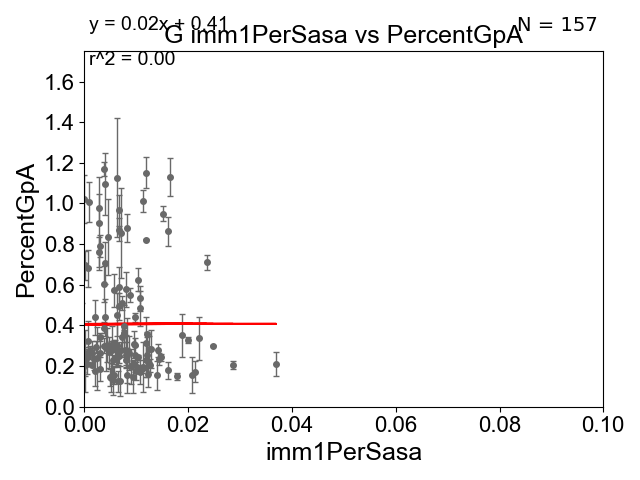 y = 0.02x + 0.41
N = 157
G imm1PerSasa vs PercentGpA
r^2 = 0.00
PercentGpA
1.6
1.4
1.2
1.0
0.8
0.6
0.4
0.2
0.0
0.00 0.02 0.04 0.06 0.08 0.10
imm1PerSasa